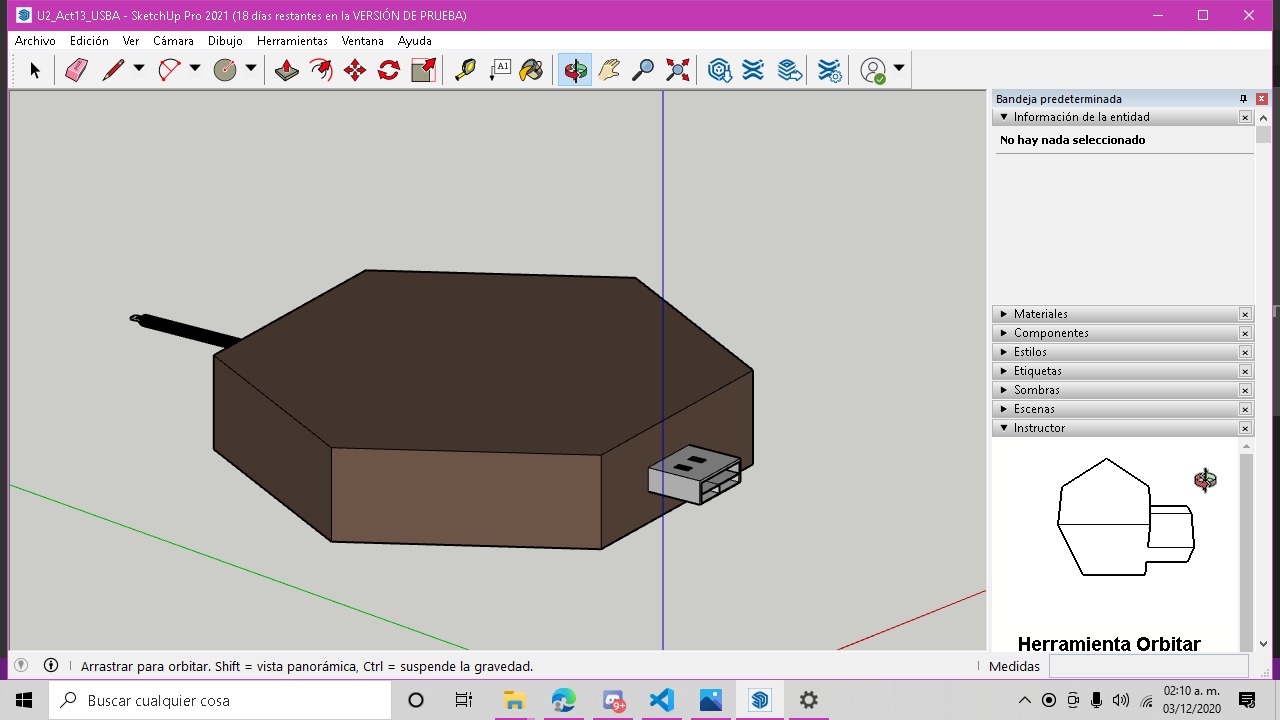 U2_Act13_USBA - SketchUp Pro 2021 (18 días restantes en la VERSIÓN DE PRUEBA)
Archivo Edición Ver Cámara Dibujo Herramientas Ventana Ayuda
A1
Bandeja predeterminada
Información de la entidad
No hay nada seleccionado
Materiales
Componentes
Estilos
Etiquetas
Sombras
Escenas
Instructor
Herramienta Orbitar
Arrastrar para orbitar. Shift = vista panorámica, Ctrl = suspende la gravedad.
Medidas
Buscar cualquier cosa
9+
02:10 a. m.
03/12/2020